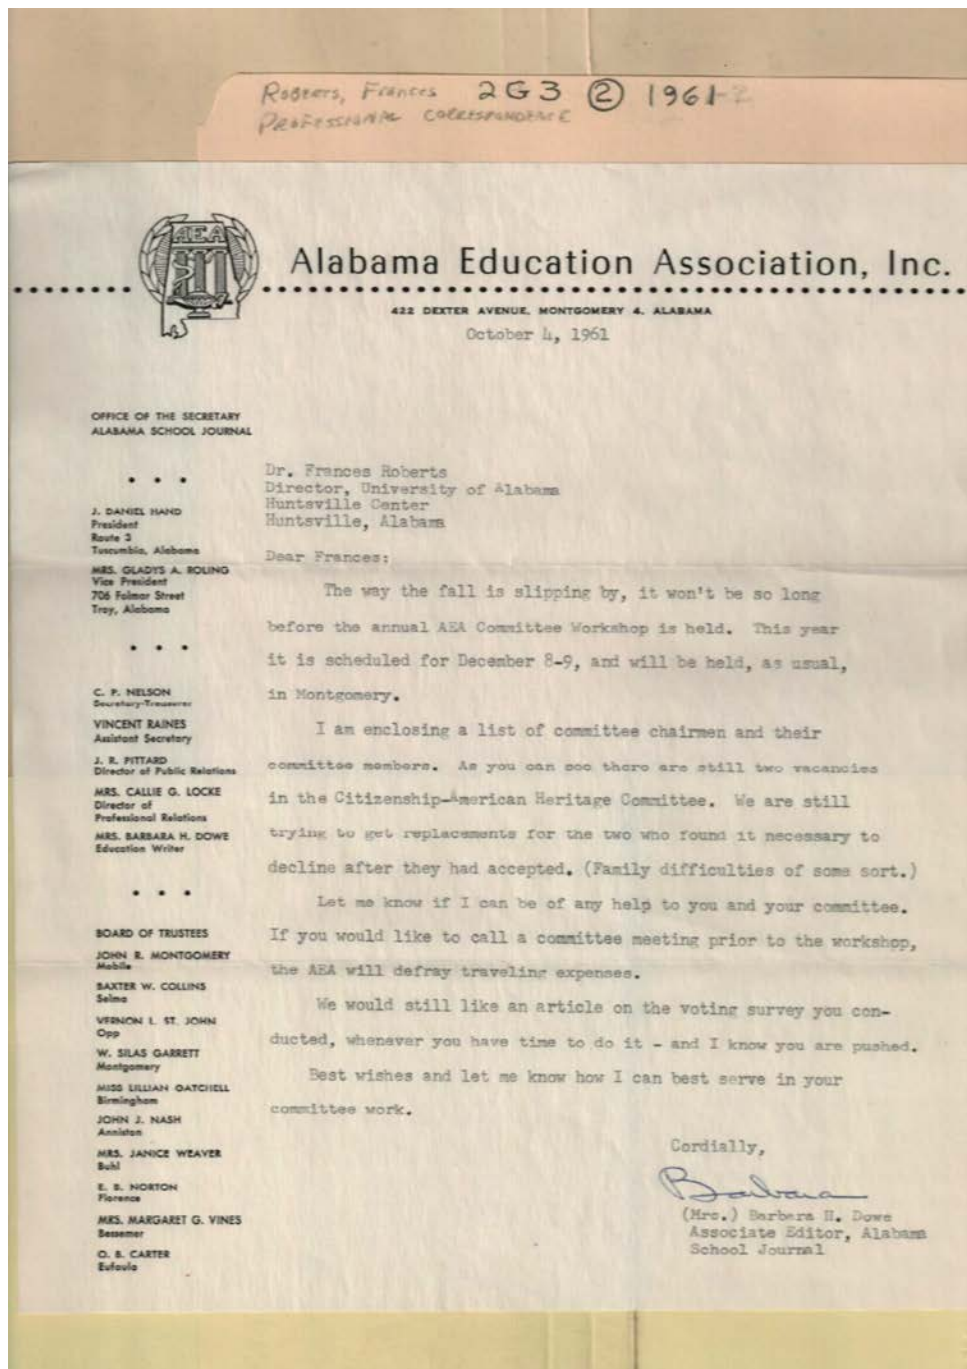 Roberts, Frances 2G3 ② 1961-2
Professional Correspondence
AEA
Alabama Education Association, Inc.
422 DEXTER AVENUE, MONTGOMERY 4, ALABAMA
October 4, 1961
OFFICE OF THE SECRETARY
ALABAMA SCHOOL JOURNAL
J. DANIEL HAND
President
Route 3
Tuscumbia, Alabama
MRS. GLADYS A. ROLING
Vice President
706 Folmar Street
Troy, Alabama
C. P. NELSON
Secretary-Treasurer
VINCENT RAINES
Assistant Secretary
J. R. PITTARD
Director of Public Relations
MRS. CALLIE G. LOCKE
Director of
Professional Relations
MRS. BARBARA H. DOWE
Education Writer
BOARD OF TRUSTEES
JOHN R. MONTGOMERY
Mobile
BAXTER W. COLLINS
Selma
VERNON L. ST. JOHN
Opp
W. SILAS GARRETT
Montgomery
MISS LILLIAN GATCHELL
Birmingham
JOHN J. NASH
Anniston
MRS. JANICE WEAVER
Buhl
E. B. NORTON
Florence
MRS. MARGARET G. VINES
Bessemer
O. B. CARTER
Eufaula
Dr. Frances Roberts
Director, University of Alabama
Huntsville Center
Huntsville, Alabama
Dear Frances:
The way the fall is slipping by, it won't be so long
before the annual AEA Committee Workshop is held. This year
it is scheduled for December 8-9, and will be held, as usual,
in Montgomery.
I am enclosing a list of committee chairmen and their
committee members. As you can see there are still two vacancies
in the Citizenship-American Heritage Committee. We are still
trying to get replacements for the two who found it necessary to
decline after they had accepted. (Family difficulties of some sort.)
Let me know if I can be of any help to you and your committee.
If you would like to call a committee meeting prior to the workshop,
the AEA will defray traveling expenses.
We would still like an article on the voting survey you con-
ducted, whenever you have time to do it - and I know you are pushed.
Best wishes and let me know how I can best serve in your
committee work.
Cordially,
Barbara
(Mrs.) Barbara H. Dowe
Associate Editor, Alabama
School Journal